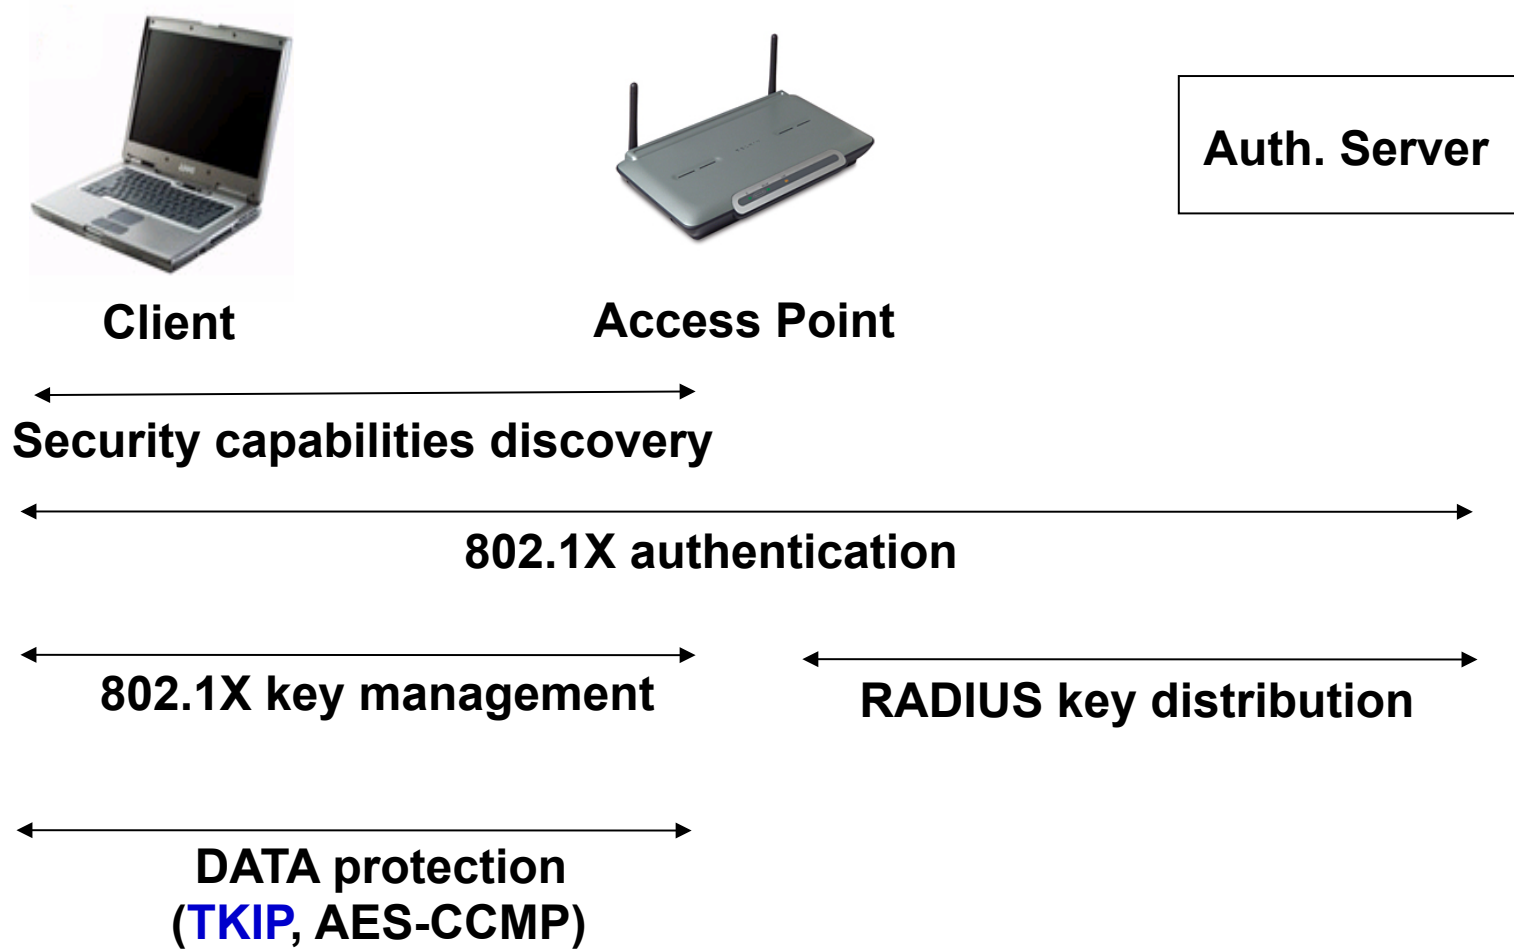 Auth. Server
Client
Access Point
Security capabilities discovery
802.1X authentication
802.1X key management
RADIUS key distribution
DATA protection
(TKIP, AES-CCMP)